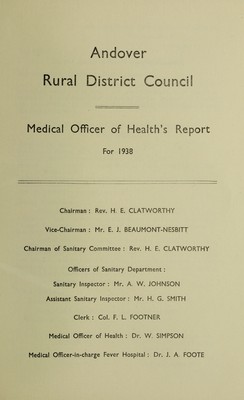 Andover
Rural District Council
Medical Officer of Health's Report
For 1938
Chairman : Rev. H. E. CLATWORTHY
Vice-Chairman : Mr. E. J. BEAUMONT-NESBITT
Chairman of Sanitary Committee : Rev. H. E. CLATWORTHY
Officers of Sanitary Department :
Sanitary Inspector : Mr. A. W. JOHNSON
Assistant Sanitary Inspector : Mr. H. G. SMITH
Clerk : Col. F. L. FOOTNER
Medical Officer of Health : Dr. W. SIMPSON
Medical Officer-in-charge Fever Hospital : Dr. J. A. FOOTE